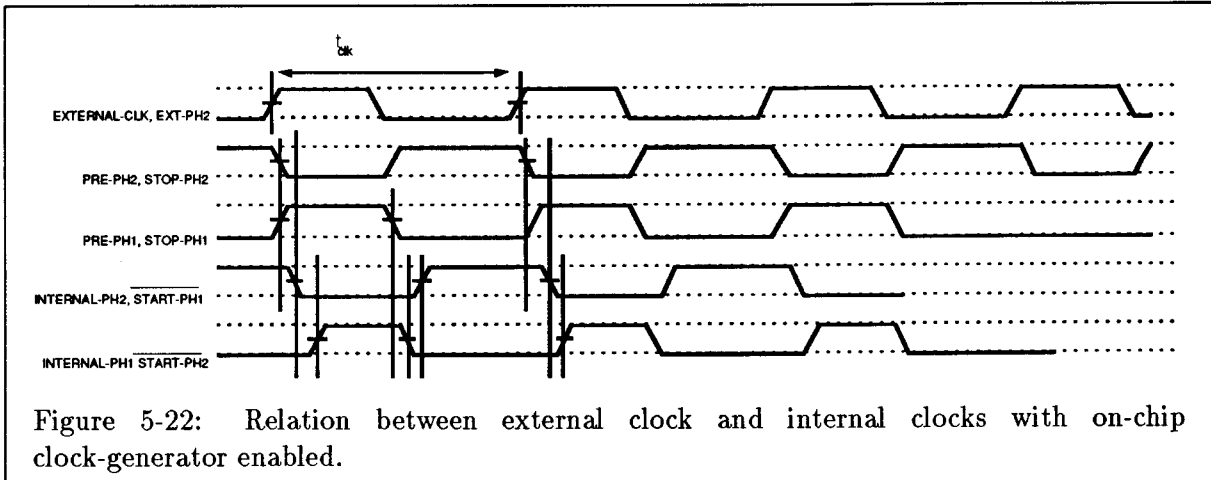 tclk
EXTERNAL-CLK, EXT-PH2
PRE-PH2, STOP-PH2
PRE-PH1, STOP-PH1
INTERNAL-PH2, START-PH1
INTERNAL-PH1 START-PH2
Figure 5-22: Relation between external clock and internal clocks with on-chip
clock-generator enabled.